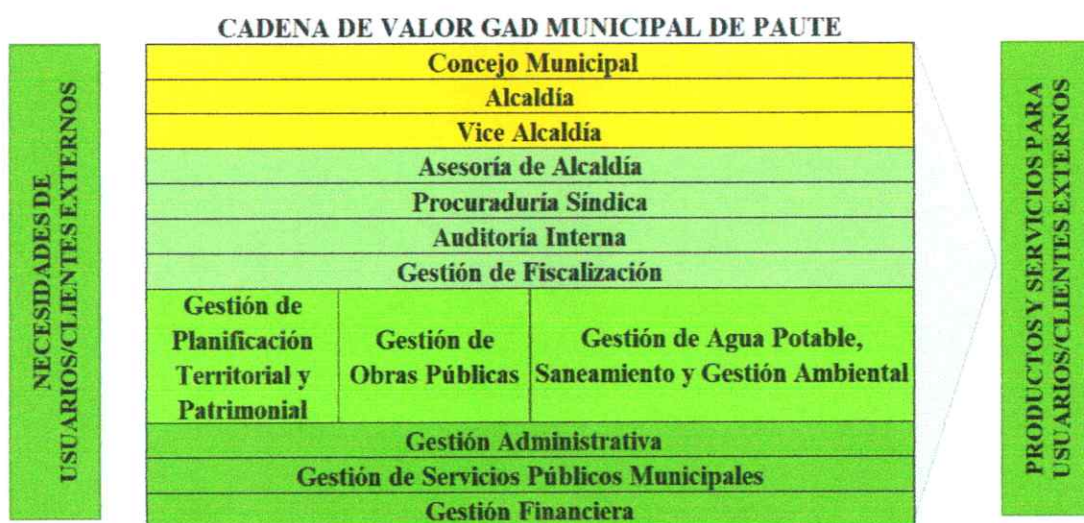 CADENA DE VALOR GAD MUNICIPAL DE PAUTE
NECESIDADES DE
USUARIOS/CLIENTES EXTERNOS
Concejo Municipal
Alcaldía
Vice Alcaldía
Asesoría de Alcaldía
Procuraduría Síndica
Auditoría Interna
Gestión de Fiscalización
Gestión de
Planificación
Territorial y
Patrimonial
Gestión de
Obras Públicas
Gestión de Agua Potable,
Saneamiento y Gestión Ambiental
Gestión Administrativa
Gestión de Servicios Públicos Municipales
Gestión Financiera
PRODUCTOS Y SERVICIOS PARA
USUARIOS/CLIENTES EXTERNOS